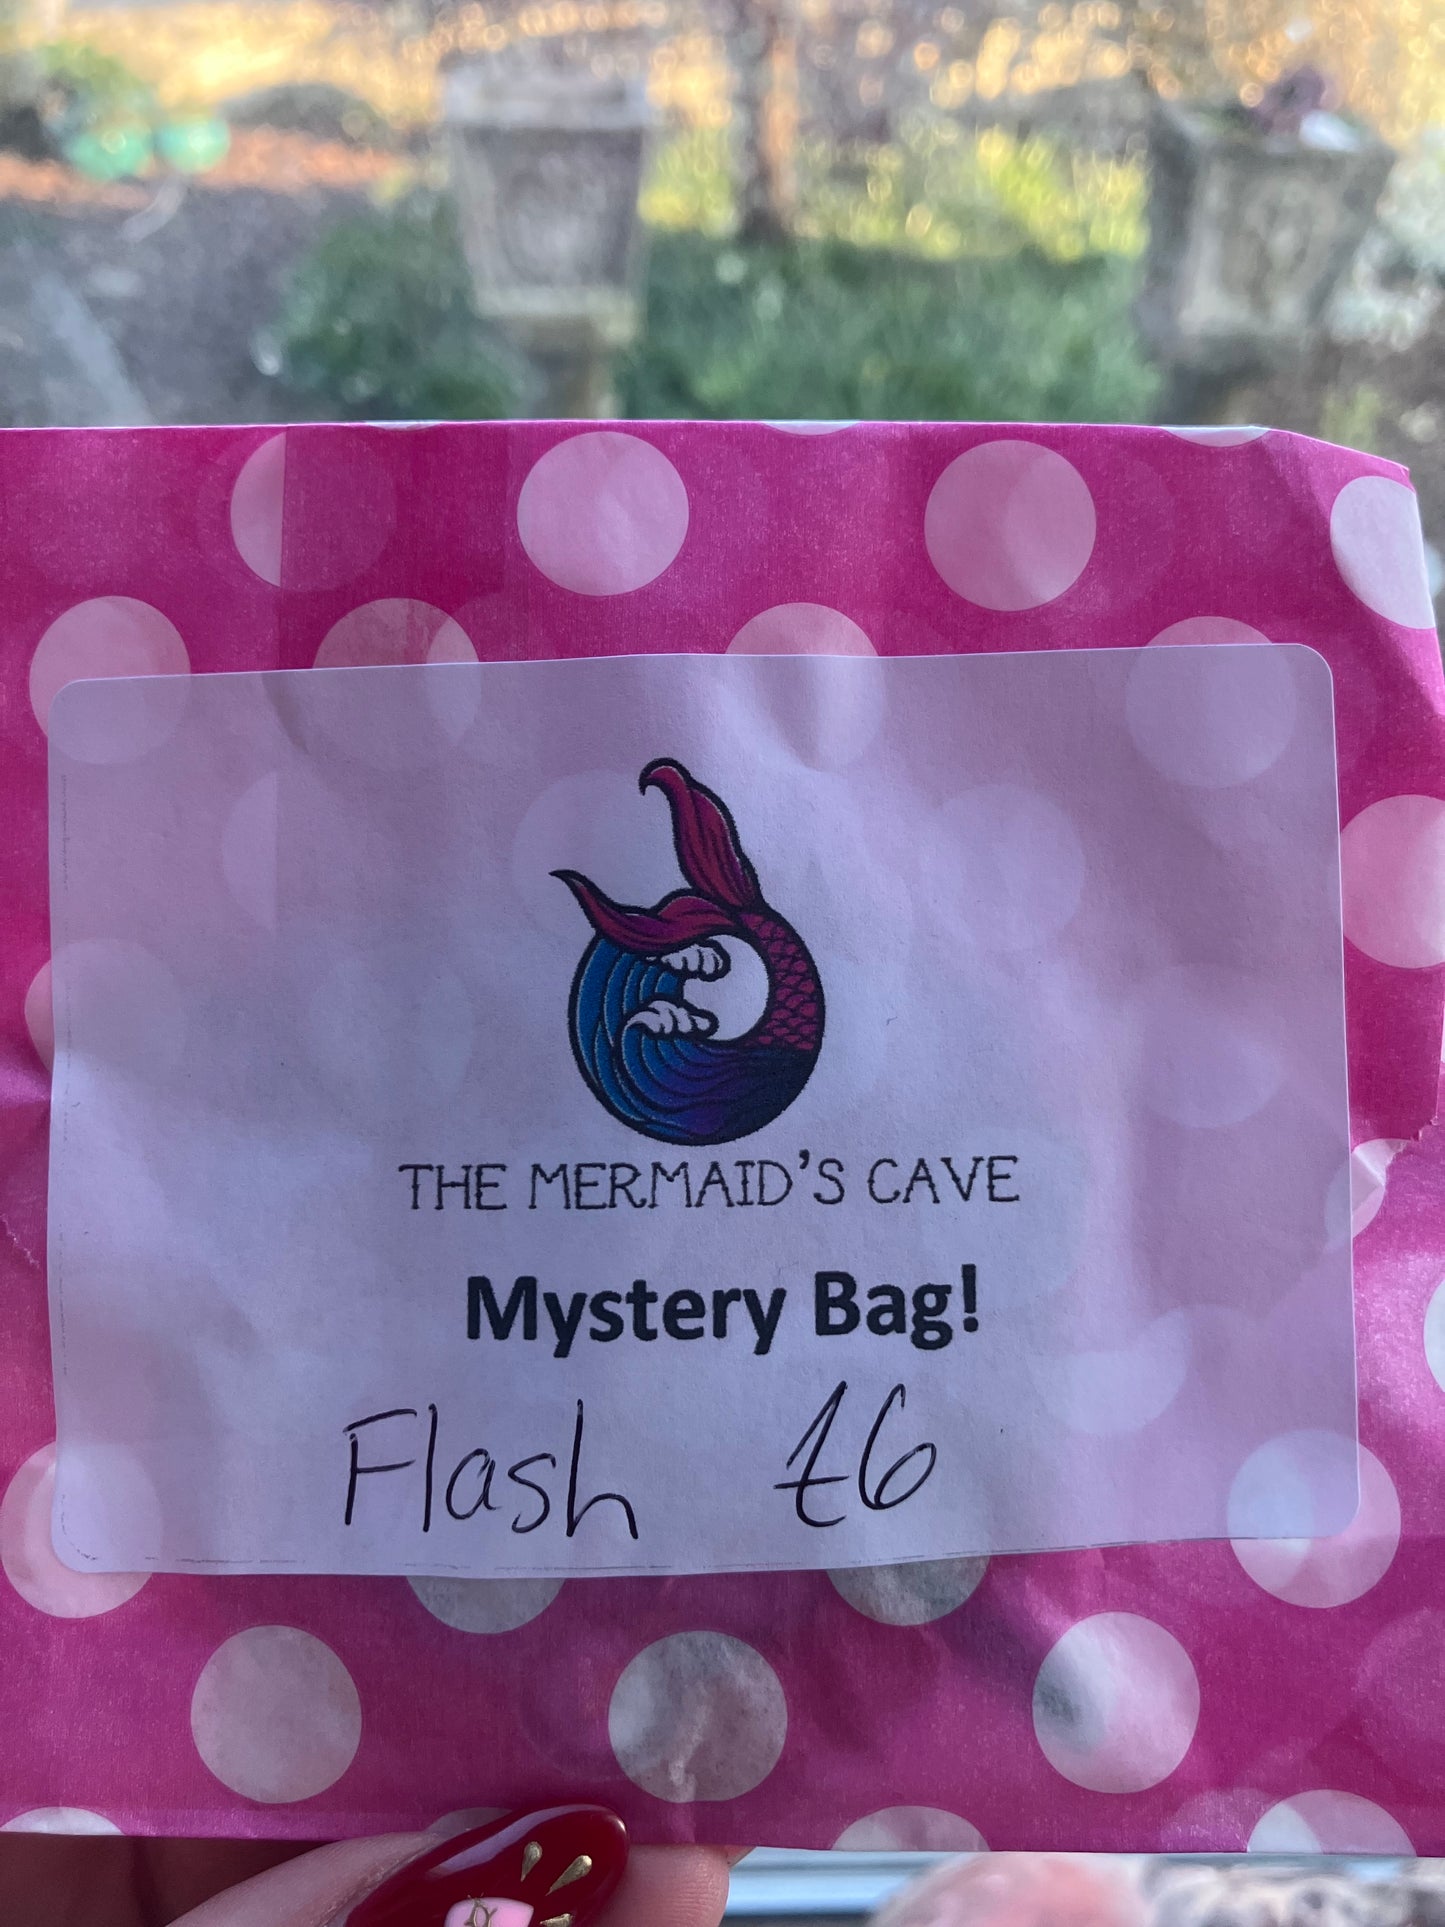 THE MERMAID'S CAVE
Mystery Bag!
Flash £6